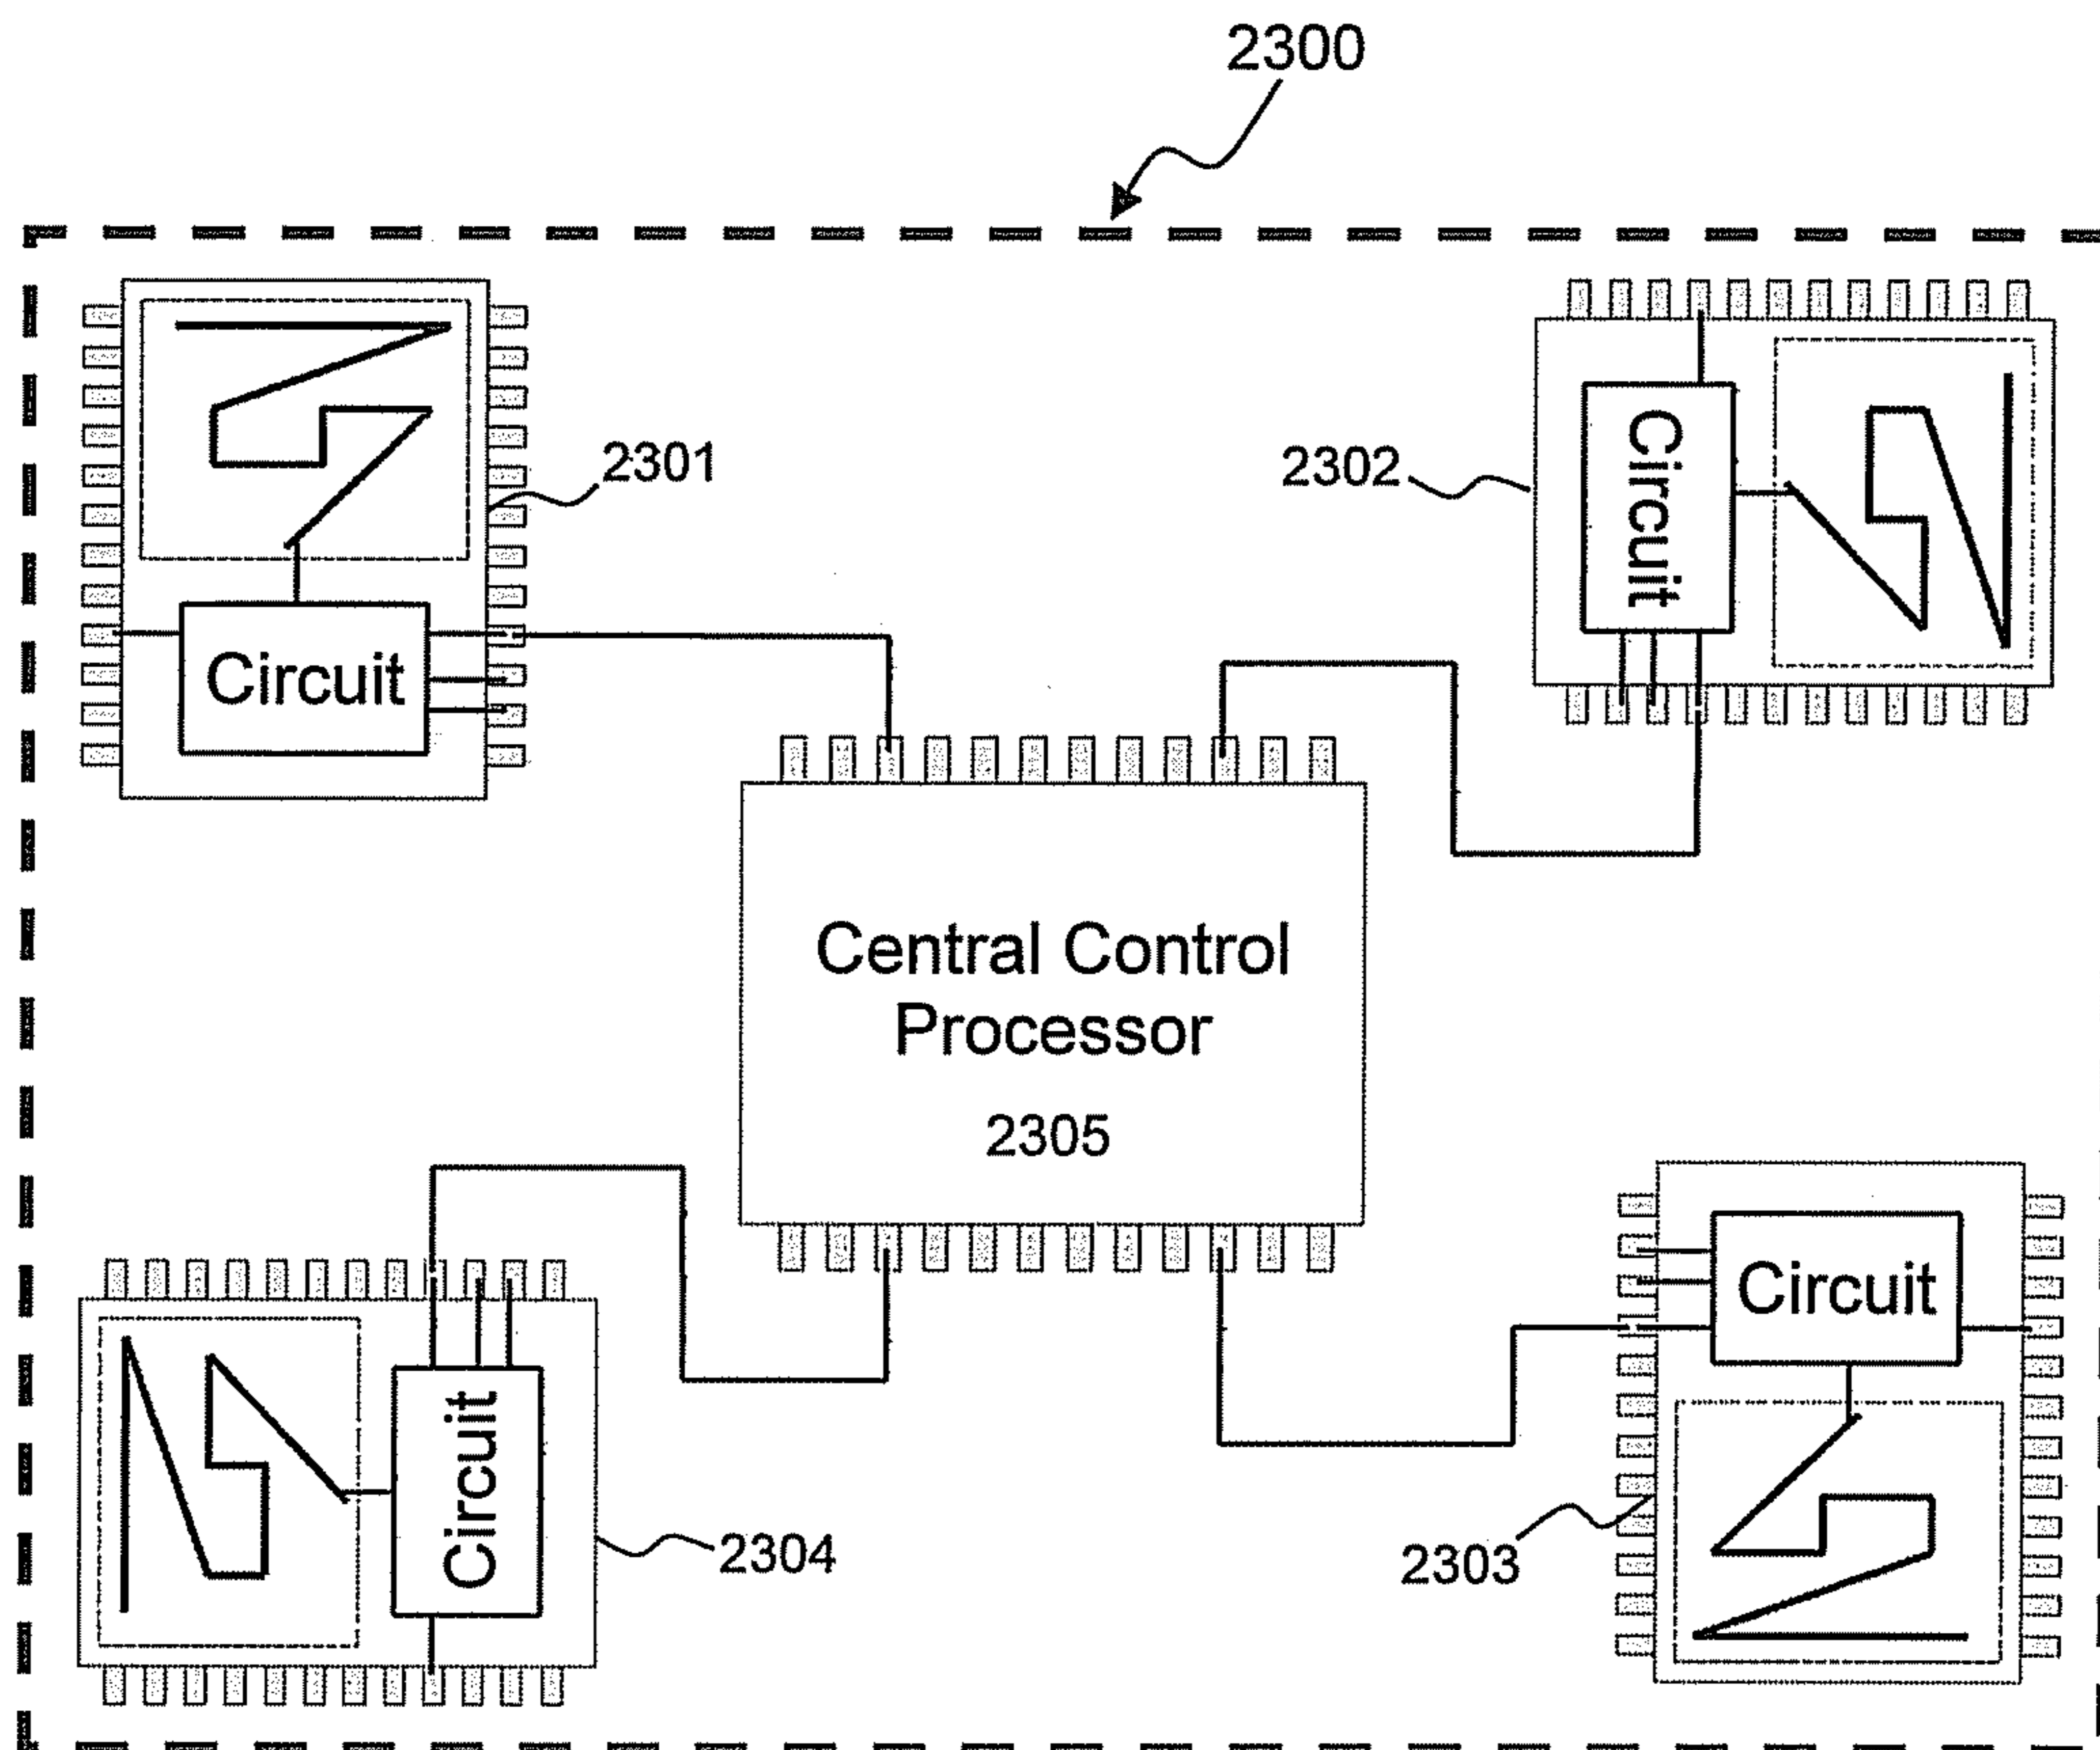 2300
2301
2302
Circuit
Circuit
Central Control
Processor
2305
Circuit
Circuit
2304
2303